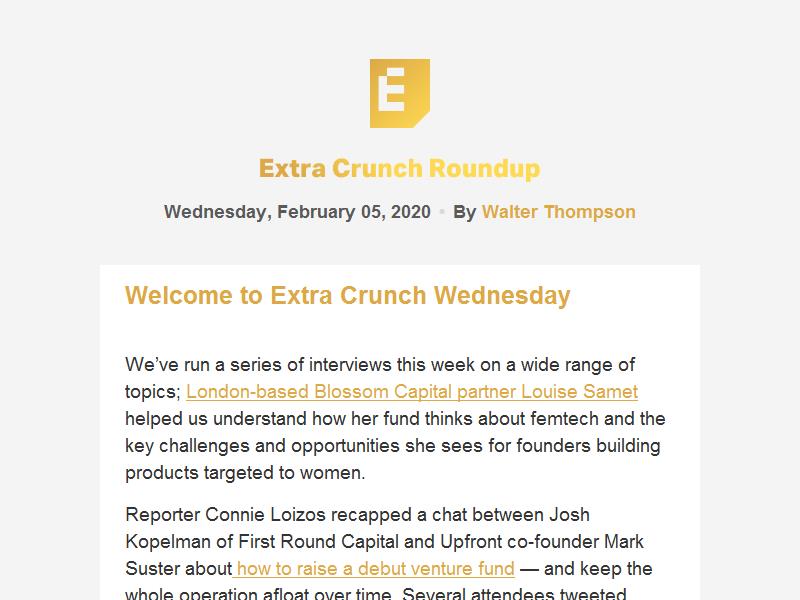 E
Extra Crunch Roundup
Wednesday, February 05, 2020 • By Walter Thompson
Welcome to Extra Crunch Wednesday
We’ve run a series of interviews this week on a wide range of
topics; London-based Blossom Capital partner Louise Samet
helped us understand how her fund thinks about femtech and the
key challenges and opportunities she sees for founders building
products targeted to women.
Reporter Connie Loizos recapped a chat between Josh
Kopelman of First Round Capital and Upfront co-founder Mark
Suster about how to raise a debut venture fund — and keep the
whole operation afloat over time. Several attendees tweeted